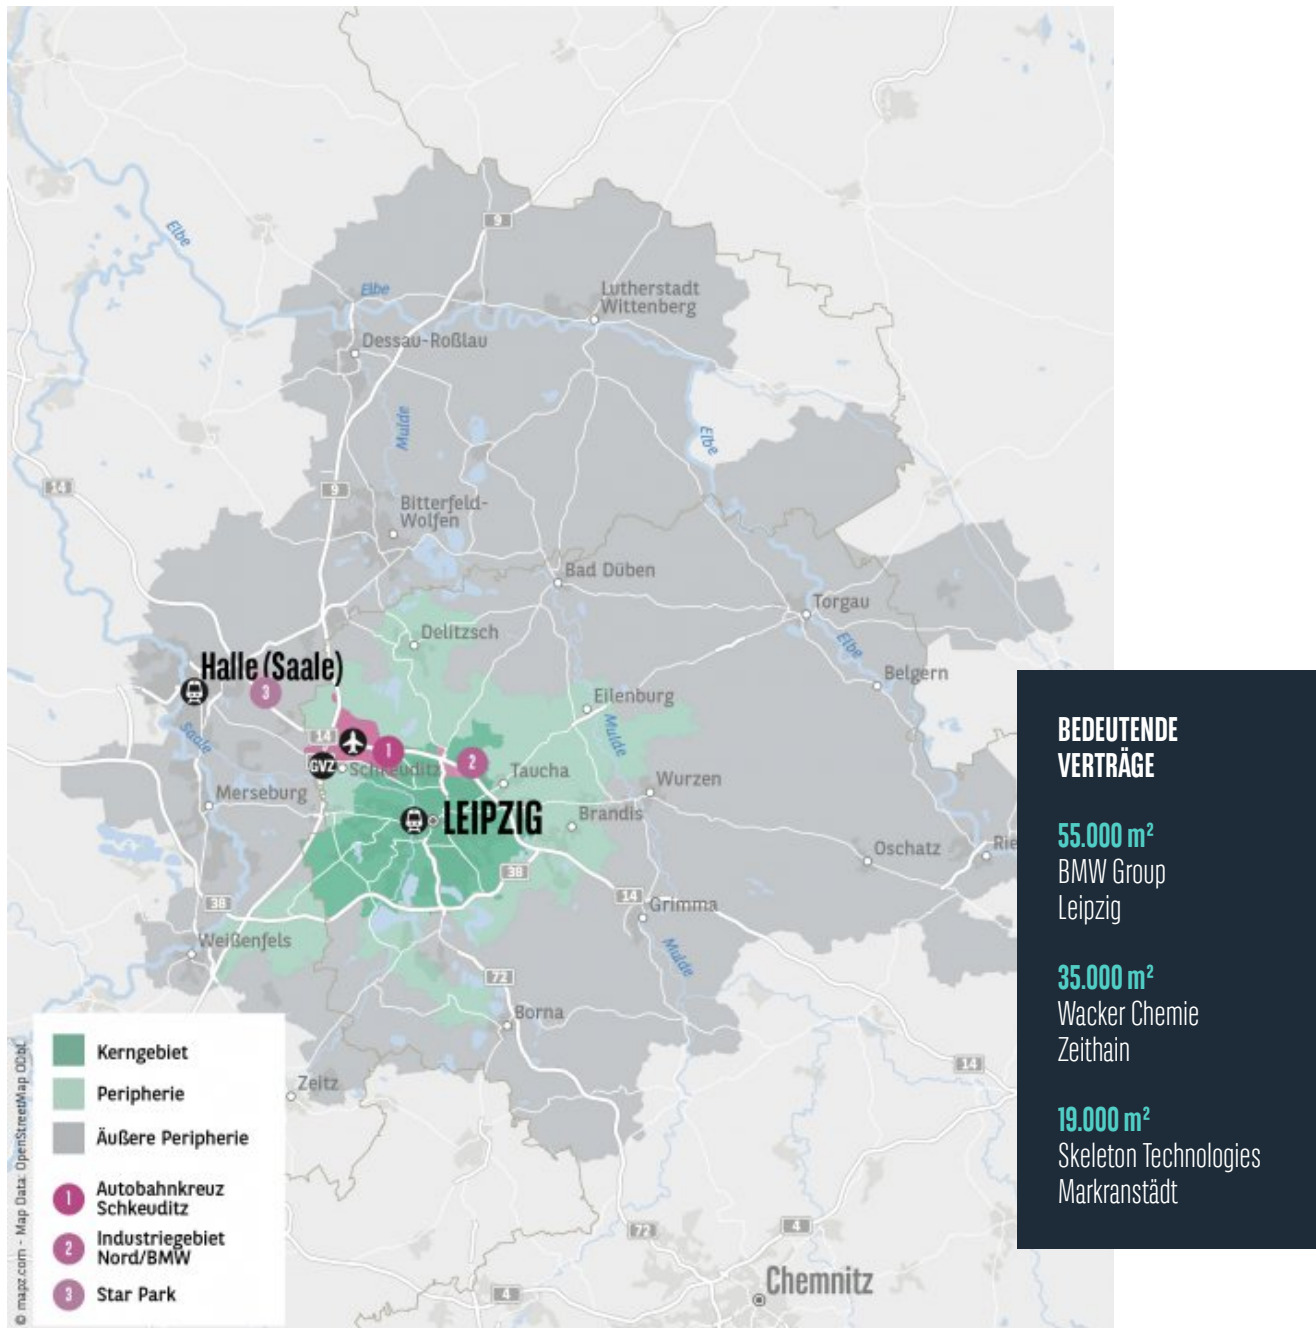 9
Elbe
Elbe
Lutherstadt
Wittenberg
Dessau-Roßlau
Mulde
Elbe
14
9
Bitterfeld-
Wolfen
Bad Düben
Torgau
Delitzsch
Elbe
Halle (Saale)
3
Belgern
Eilenburg
Saale
14
1
Mulde
GVZ
Schkeuditz
2
Taucha
Wurzen
Merseburg
LEIPZIG
Brandis
Oschatz
Rie
38
14
38
Grimma
Weißenfels
Mulde
72
Borna
14
Zeitz
72
4
4
Chemnitz
Kerngebiet
Peripherie
Äußere Peripherie
1
Autobahnkreuz
Schkeuditz
2
Industriegebiet
Nord/BMW
3
Star Park
© mapz.com - Map Data: OpenStreetMap ODbL
BEDEUTENDE
VERTRÄGE
55.000 m²
BMW Group
Leipzig
35.000 m²
Wacker Chemie
Zeithain
19.000 m²
Skeleton Technologies
Markranstädt